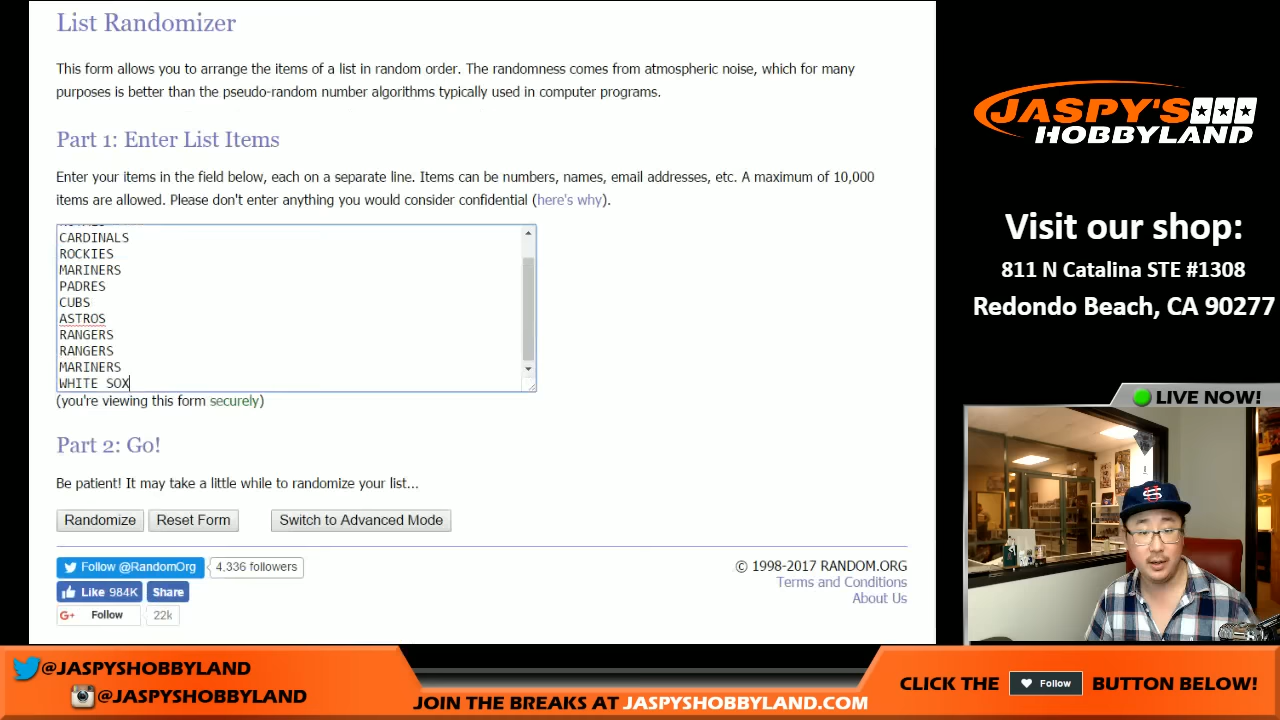 List Randomizer
This form allows you to arrange the items of a list in random order. The randomness comes from atmospheric noise, which for many
purposes is better than the pseudo-random number algorithms typically used in computer programs.
Part 1: Enter List Items
Enter your items in the field below, each on a separate line. Items can be numbers, names, email addresses, etc. A maximum of 10,000
items are allowed. Please don't enter anything you would consider confidential (here's why).
CARDINALS
ROCKIES
MARINERS
PADRES
CUBS
ASTROS
RANGERS
RANGERS
MARINERS
WHITE SOX
(you're viewing this form securely)
Part 2: Go!
Be patient! It may take a little while to randomize your list...
Randomize
Reset Form
Switch to Advanced Mode
Follow @RandomOrg
4,336 followers
Like 984K
Share
G+ Follow
22k
© 1998-2017 RANDOM.ORG
Terms and Conditions
About Us
JASPY'S
HOBBYLAND
Visit our shop:
811 N Catalina STE #1308
Redondo Beach, CA 90277
LIVE NOW!
@JASPYSHOBBYLAND
@JASPYSHOBBYLAND
JOIN THE BREAKS AT JASPYSHOBBYLAND.COM
CLICK THE
Follow
BUTTON BELOW!